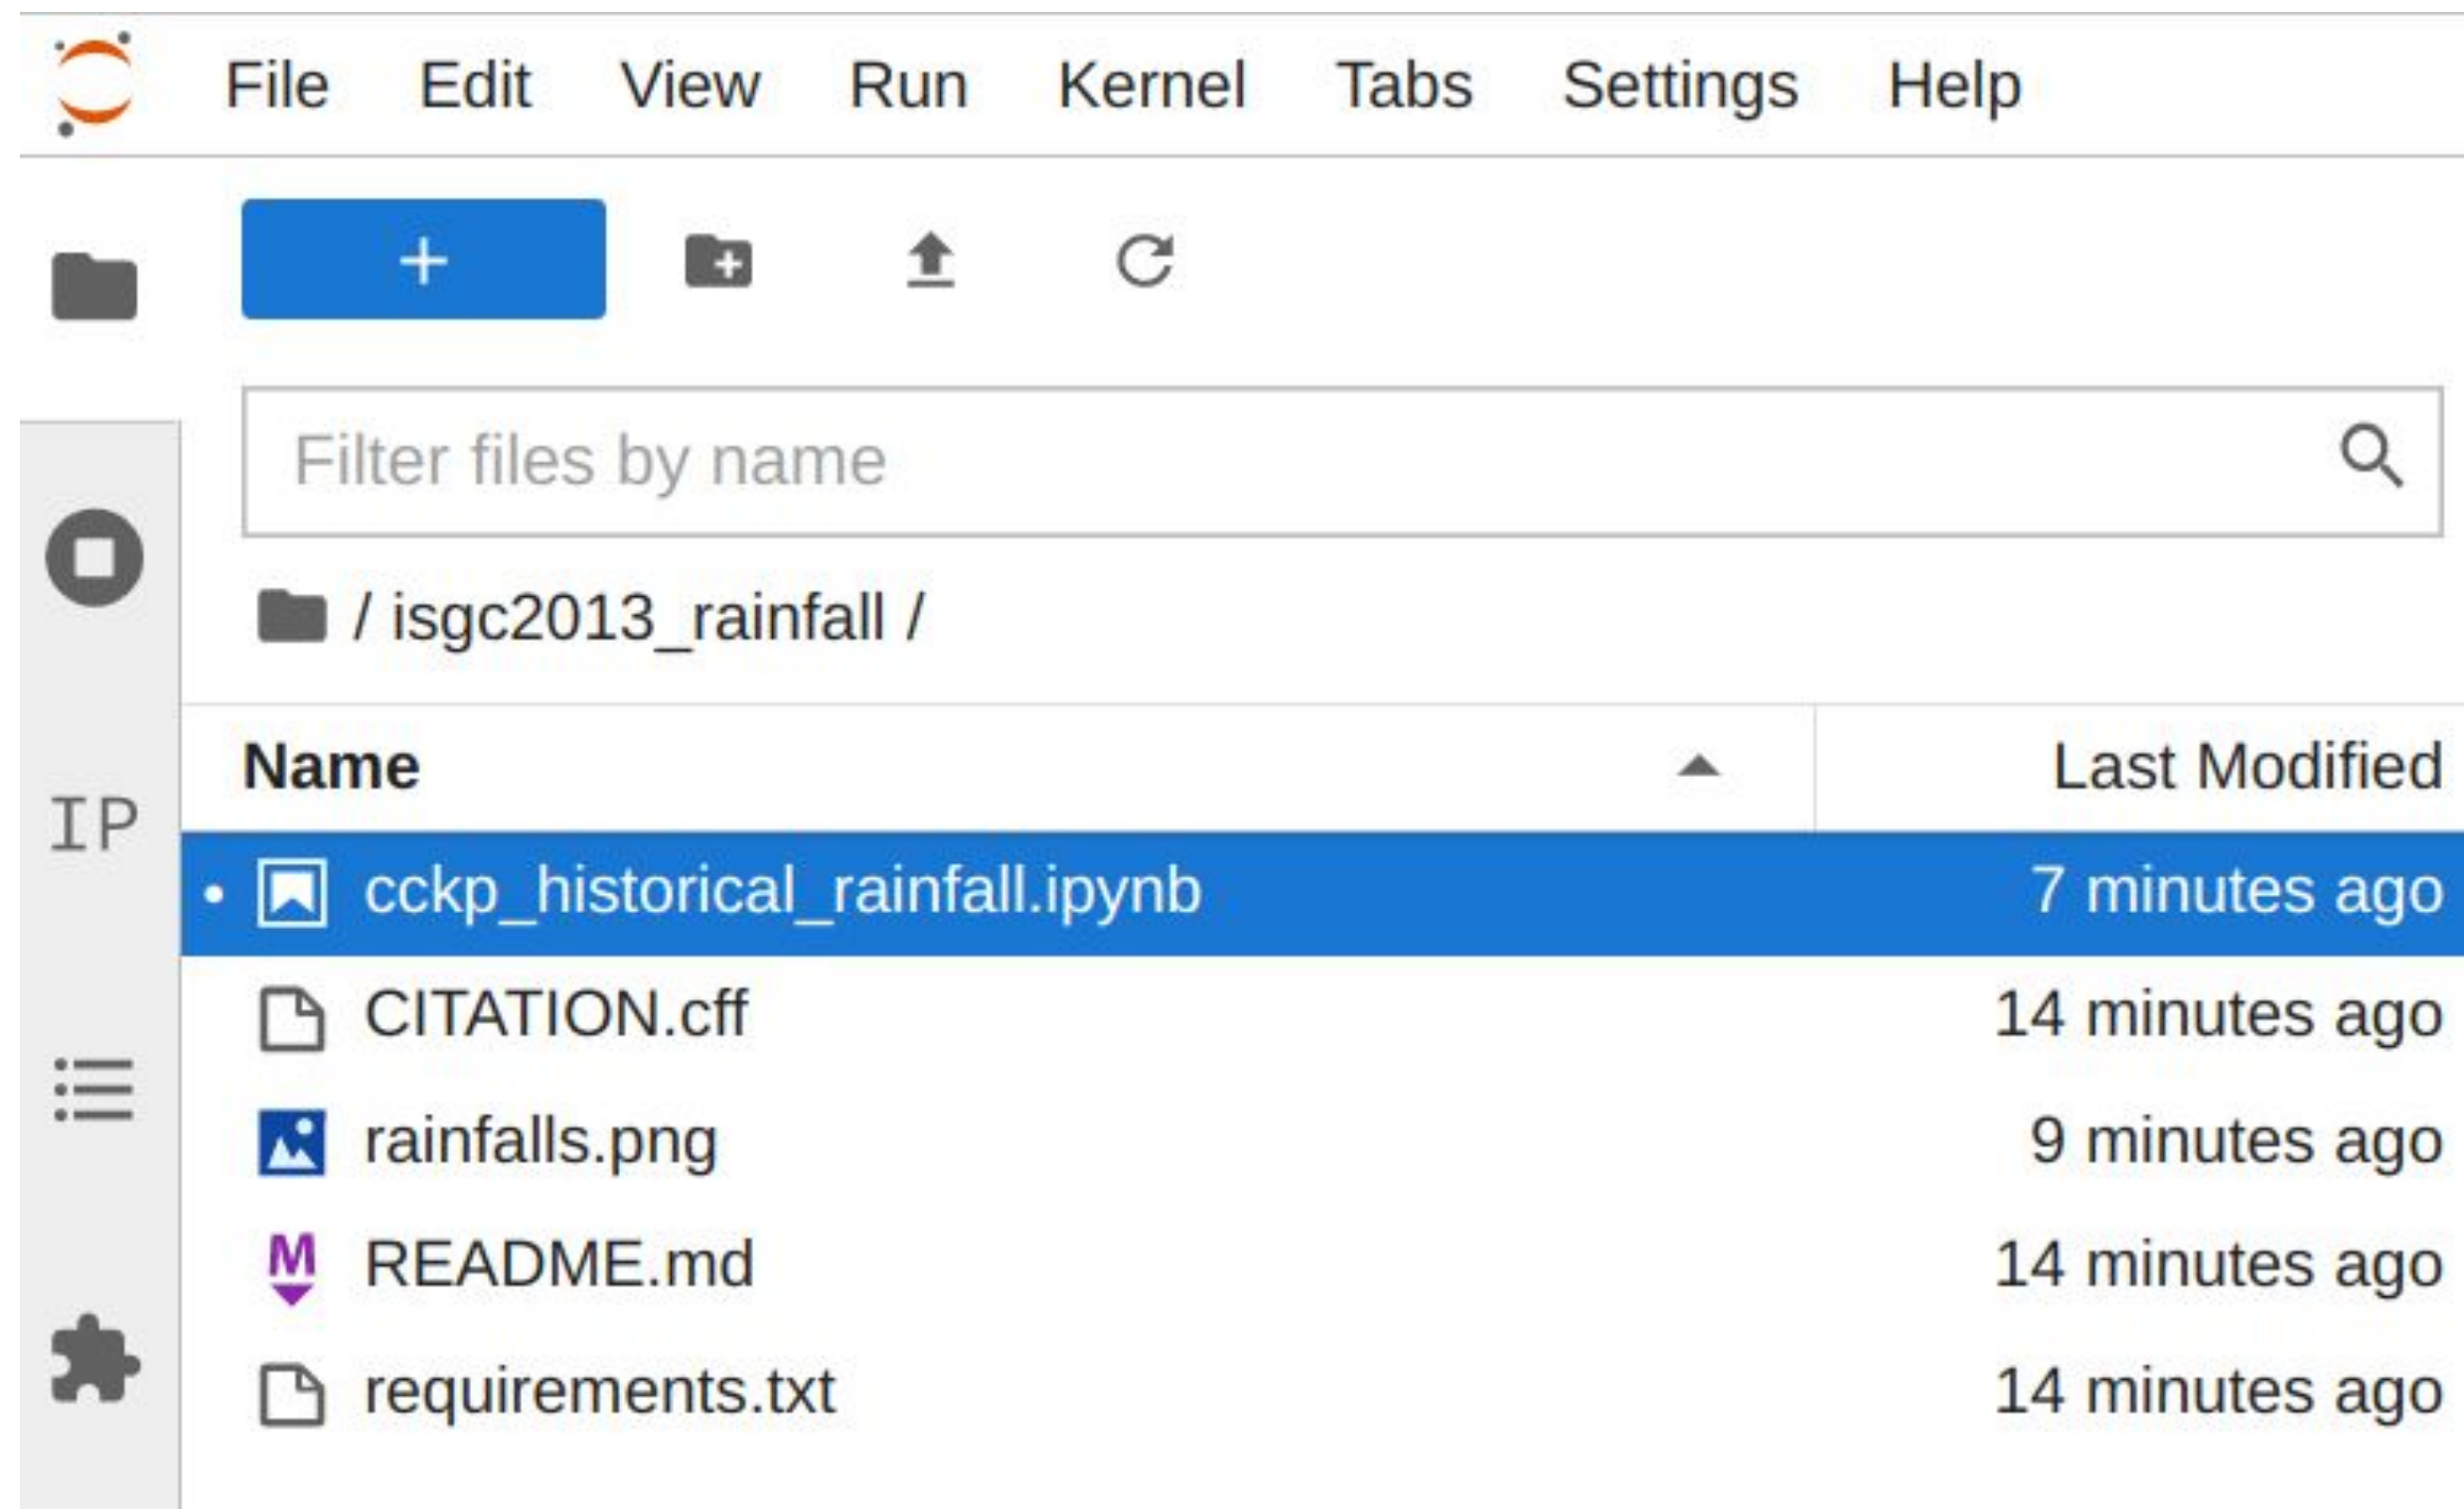 File Edit View Run Kernel Tabs Settings Help
+
Filter files by name
/ isgc2013_rainfall /
IP
Name Last Modified
cckp_historical_rainfall.ipynb 7 minutes ago
CITATION.cff 14 minutes ago
rainfalls.png 9 minutes ago
M README.md 14 minutes ago
requirements.txt 14 minutes ago